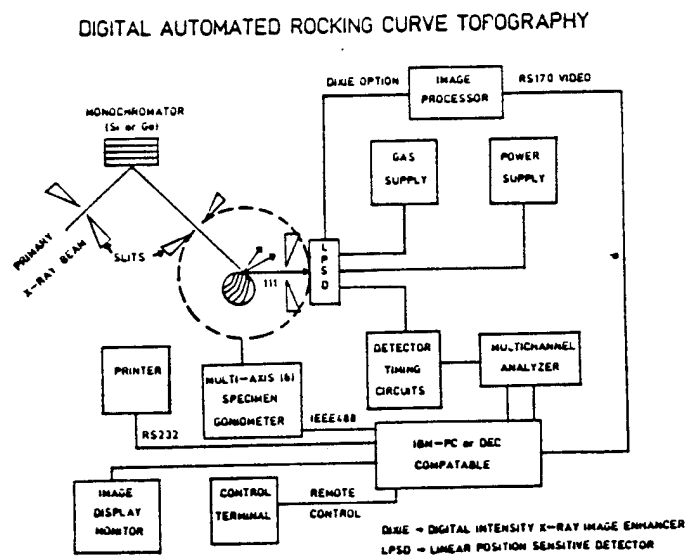 DIGITAL AUTOMATED ROCKING CURVE TOPOGRAPHY
DIXIE OPTION
IMAGE
PROCESSOR
RS170 VIDEO
MONOCHROMATOR
(Si or Ge)
GAS
SUPPLY
POWER
SUPPLY
PRIMARY
X-RAY BEAM
SLITS
111
L
P
S
D
PRINTER
MULTI-AXIS (6)
SPECIMEN
GONIOMETER
DETECTOR
TIMING
CIRCUITS
MULTICHANNEL
ANALYZER
IEEE488
RS232
IBM-PC or DEC
COMPATABLE
IMAGE
DISPLAY
MONITOR
CONTROL
TERMINAL
REMOTE
CONTROL
DIXIE → DIGITAL INTENSITY X-RAY IMAGE ENHANCER
LPSD → LINEAR POSITION SENSITIVE DETECTOR